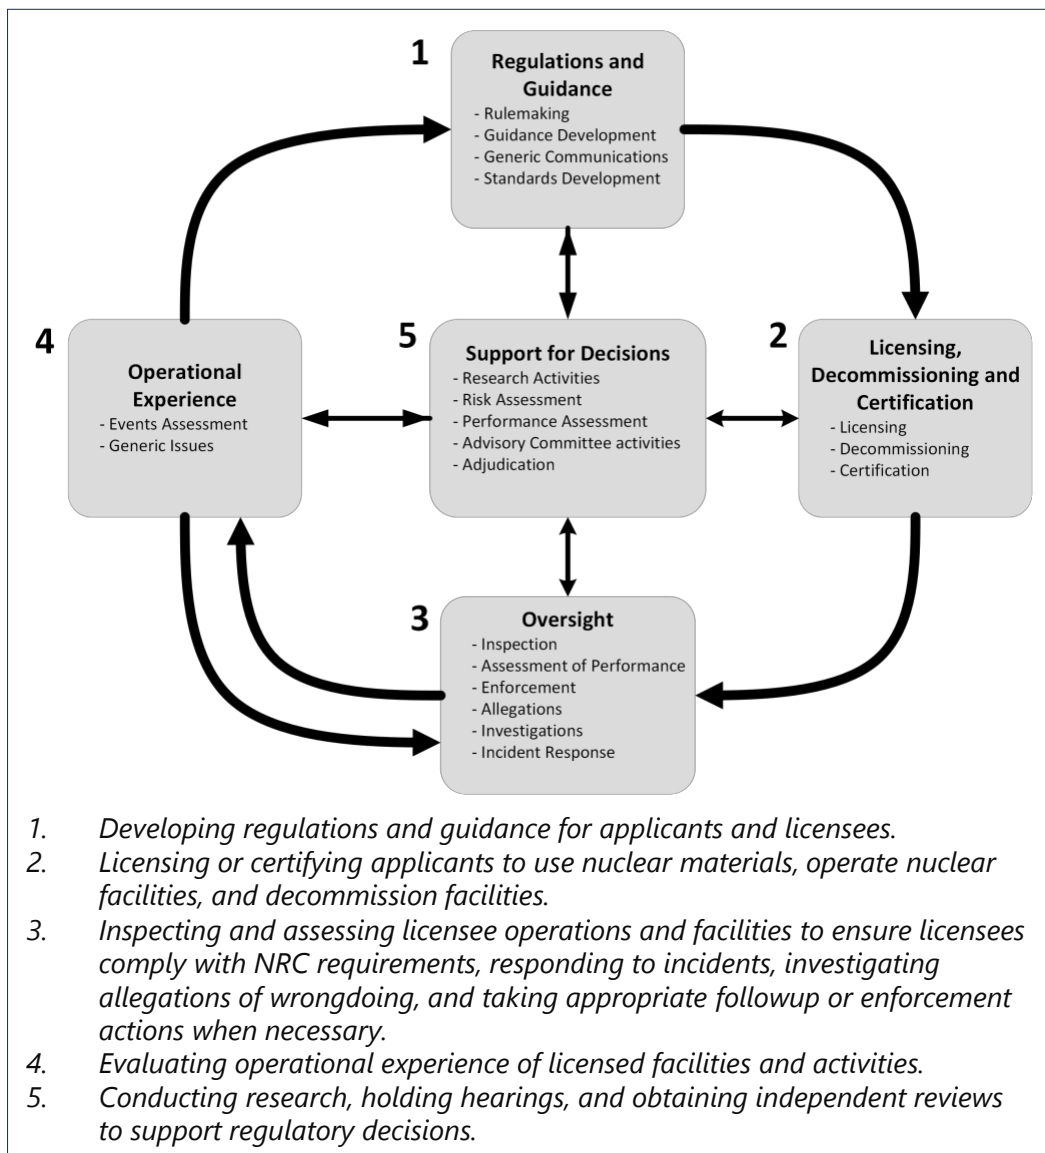 1
Regulations and
Guidance
- Rulemaking
- Guidance Development
- Generic Communications
- Standards Development
4
Operational
Experience
- Events Assessment
- Generic Issues
5
Support for Decisions
- Research Activities
- Risk Assessment
- Performance Assessment
- Advisory Committee activities
- Adjudication
2
Licensing,
Decommissioning and
Certification
- Licensing
- Decommissioning
- Certification
3
Oversight
- Inspection
- Assessment of Performance
- Enforcement
- Allegations
- Investigations
- Incident Response
1. Developing regulations and guidance for applicants and licensees.
2. Licensing or certifying applicants to use nuclear materials, operate nuclear
facilities, and decommission facilities.
3. Inspecting and assessing licensee operations and facilities to ensure licensees
comply with NRC requirements, responding to incidents, investigating
allegations of wrongdoing, and taking appropriate followup or enforcement
actions when necessary.
4. Evaluating operational experience of licensed facilities and activities.
5. Conducting research, holding hearings, and obtaining independent reviews
to support regulatory decisions.